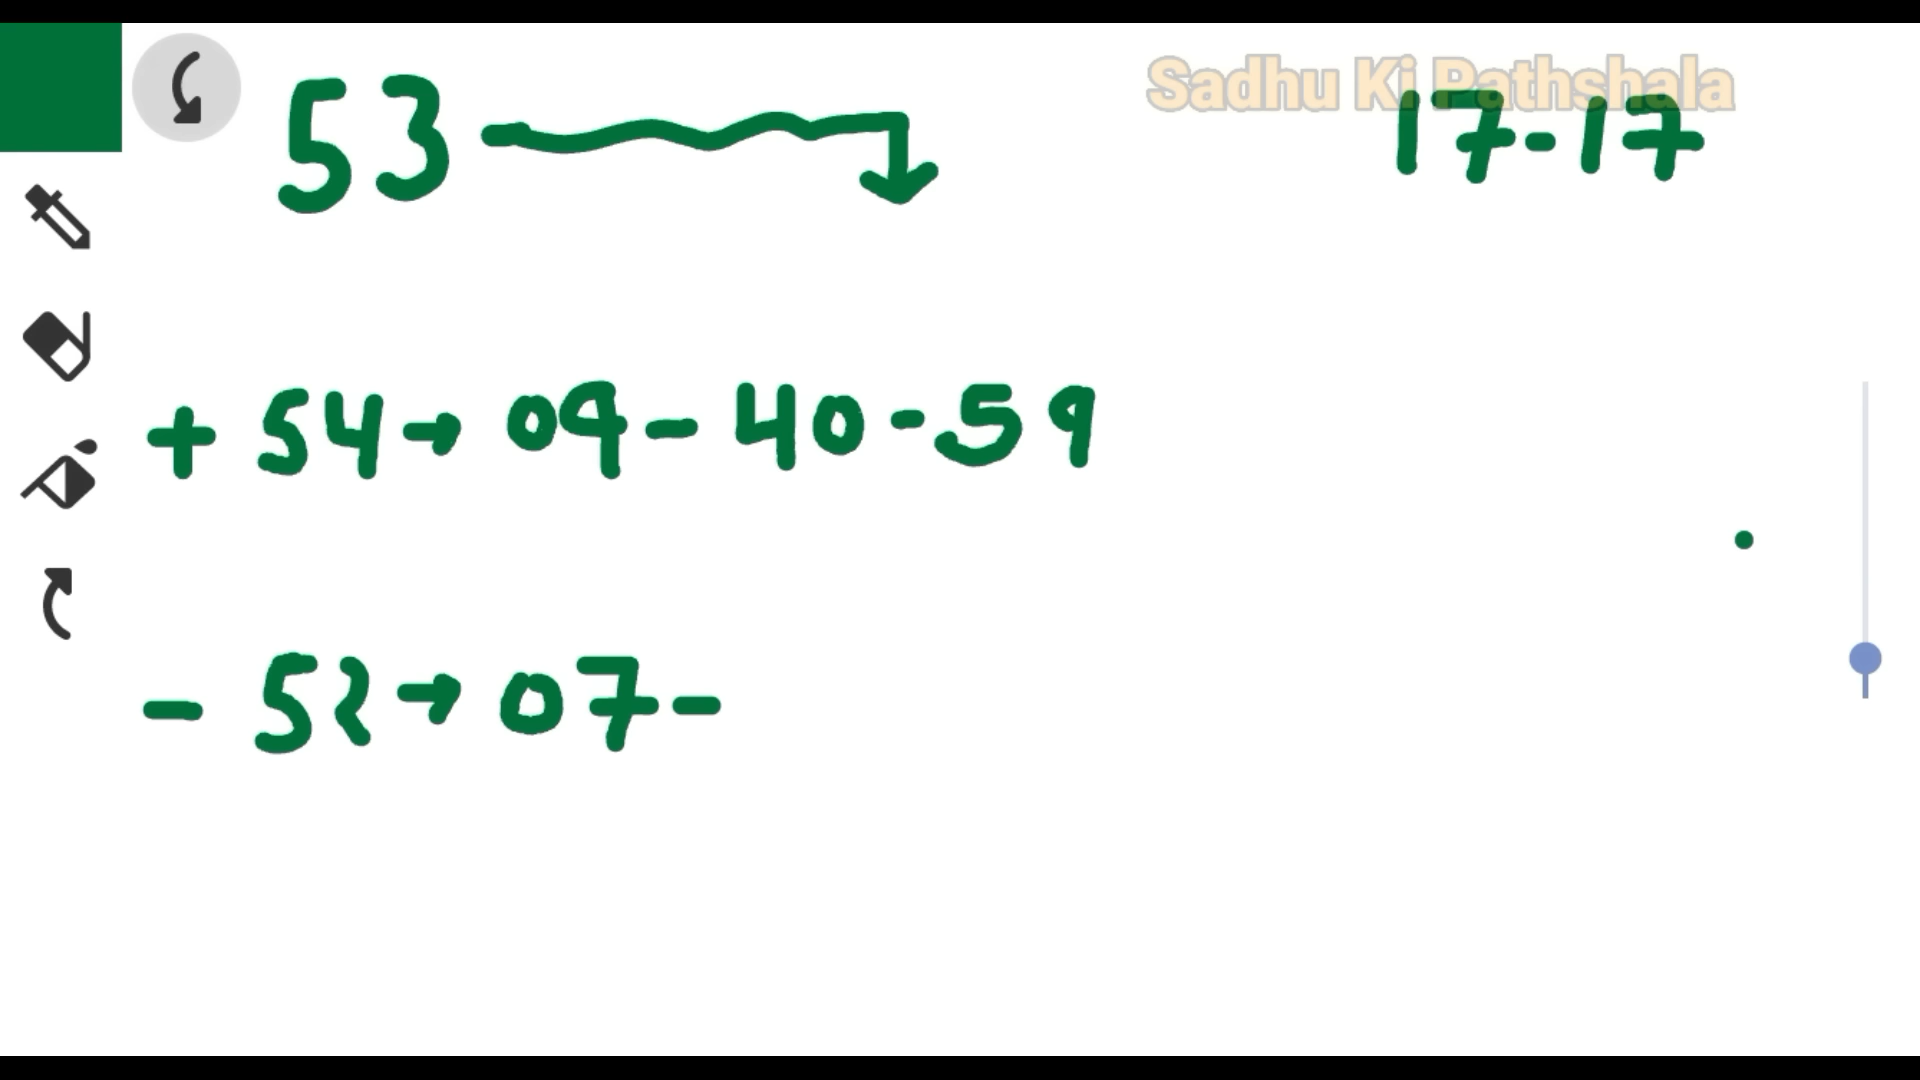 Sadhu Ki Pathshala
53 17-17
+ 54 → 09 - 40 - 59
- 52 → 07 -